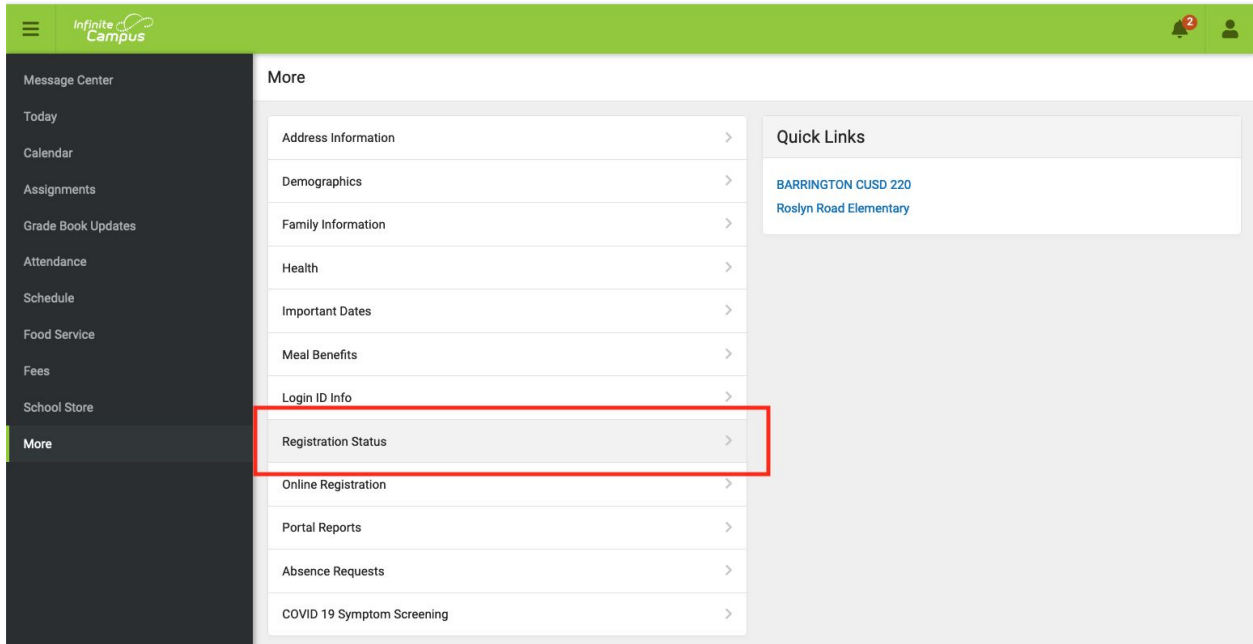 Infinite
Campus
2
Message Center
Today
Calendar
Assignments
Grade Book Updates
Attendance
Schedule
Food Service
Fees
School Store
More
More
Address Information
Demographics
Family Information
Health
Important Dates
Meal Benefits
Login ID Info
Registration Status
Online Registration
Portal Reports
Absence Requests
COVID 19 Symptom Screening
Quick Links
BARRINGTON CUSD 220
Roslyn Road Elementary